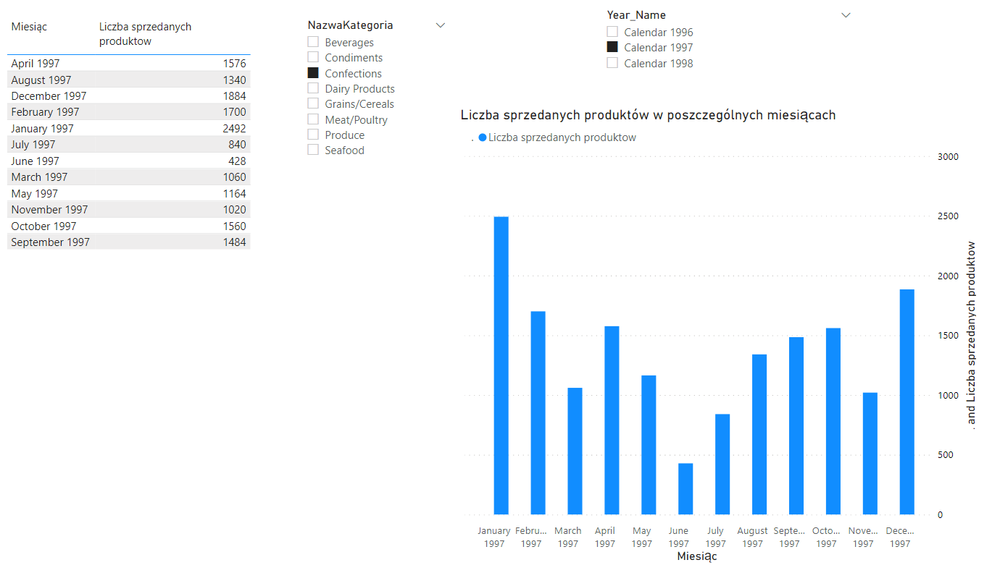 Miesiąc Liczba sprzedanych
produktow
April 1997 1576
August 1997 1340
December 1997 1884
February 1997 1700
January 1997 2492
July 1997 840
June 1997 428
March 1997 1060
May 1997 1164
November 1997 1020
October 1997 1560
September 1997 1484
NazwaKategoria
Beverages
Condiments
Confections
Dairy Products
Grains/Cereals
Meat/Poultry
Produce
Seafood
Year_Name
Calendar 1996
Calendar 1997
Calendar 1998
Liczba sprzedanych produktów w poszczególnych miesiącach
. Liczba sprzedanych produktow
3000
2500
2000
1500
1000
500
0
. and Liczba sprzedanych produktow
January Febru... March April May June July August Septe... Octo... Nove... Dece...
1997 1997 1997 1997 1997 1997 1997 1997 1997 1997 1997 1997
Miesiąc